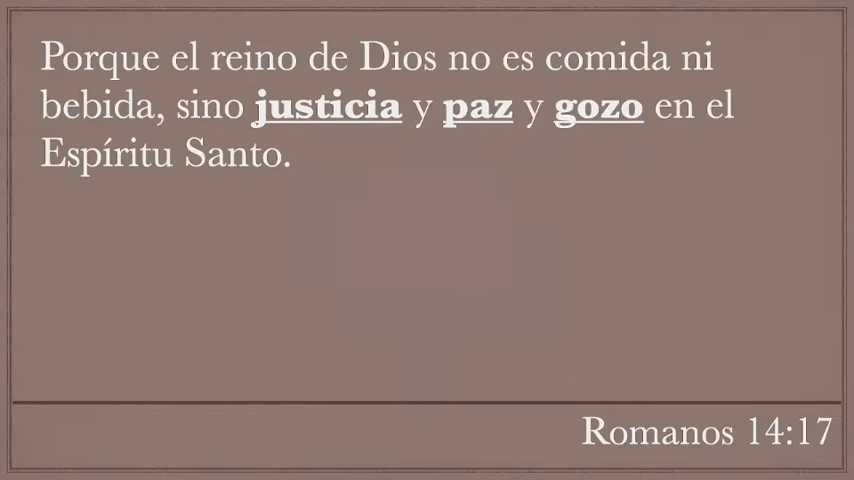 Porque el reino de Dios no es comida ni
bebida, sino justicia y paz y gozo en el
Espíritu Santo.
Romanos 14:17